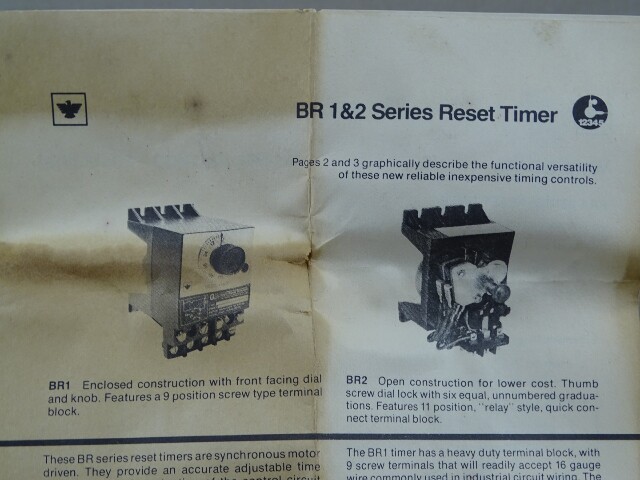 BR 1&2 Series Reset Timer
12345
Pages 2 and 3 graphically describe the functional versatility
of these new reliable inexpensive timing controls.
BR1 Enclosed construction with front facing dial
and knob. Features a 9 position screw type terminal
block.
BR2 Open construction for lower cost. Thumb
screw dial lock with six equal, unnumbered gradua-
tions. Features 11 position, "relay" style, quick con-
nect terminal block.
These BR series reset timers are synchronous motor
driven. They provide an accurate adjustable time
of the control circuit
The BR1 timer has a heavy duty terminal block, with
9 screw terminals that will readily accept 16 gauge
wire commonly used in industrial circuit wiring. The